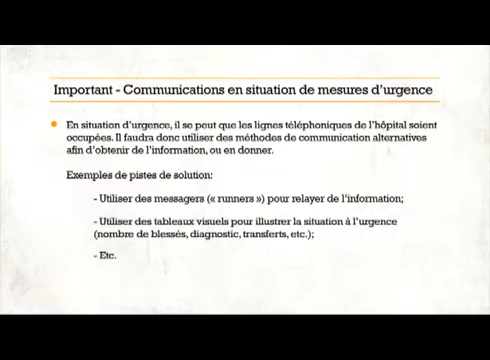 Important - Communications en situation de mesures d'urgence
En situation d'urgence, il se peut que les lignes téléphoniques de l'hôpital soient
occupées. Il faudra donc utiliser des méthodes de communication alternatives
afin d'obtenir de l'information, ou en donner.
Exemples de pistes de solution:
- Utiliser des messagers (« runners ») pour relayer de l'information;
- Utiliser des tableaux visuels pour illustrer la situation à l'urgence
(nombre de blessés, diagnostic, transferts, etc.);
- Etc.